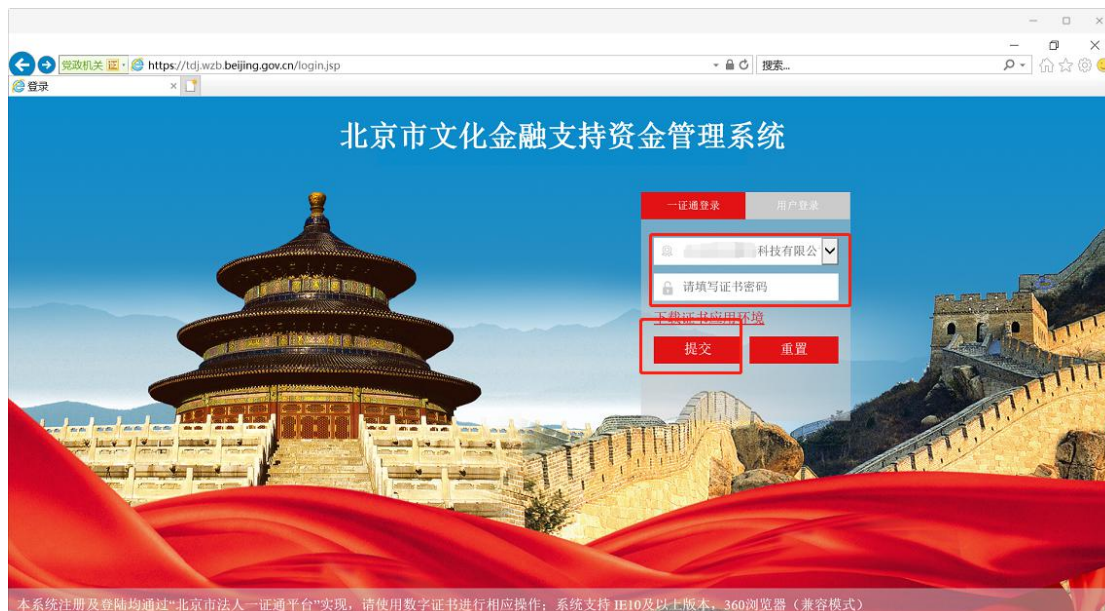 党政机关 证
https://tdj.wzb.beijing.gov.cn/login.jsp
搜索...
登录
北京市文化金融支持资金管理系统
一证通登录
用户登录
科技有限公
请填写证书密码
下载证书应用环境
提交
重置
本系统注册及登陆均通过“北京市法人一证通平台”实现，请使用数字证书进行相应操作；系统支持 IE10及以上版本，360浏览器（兼容模式）